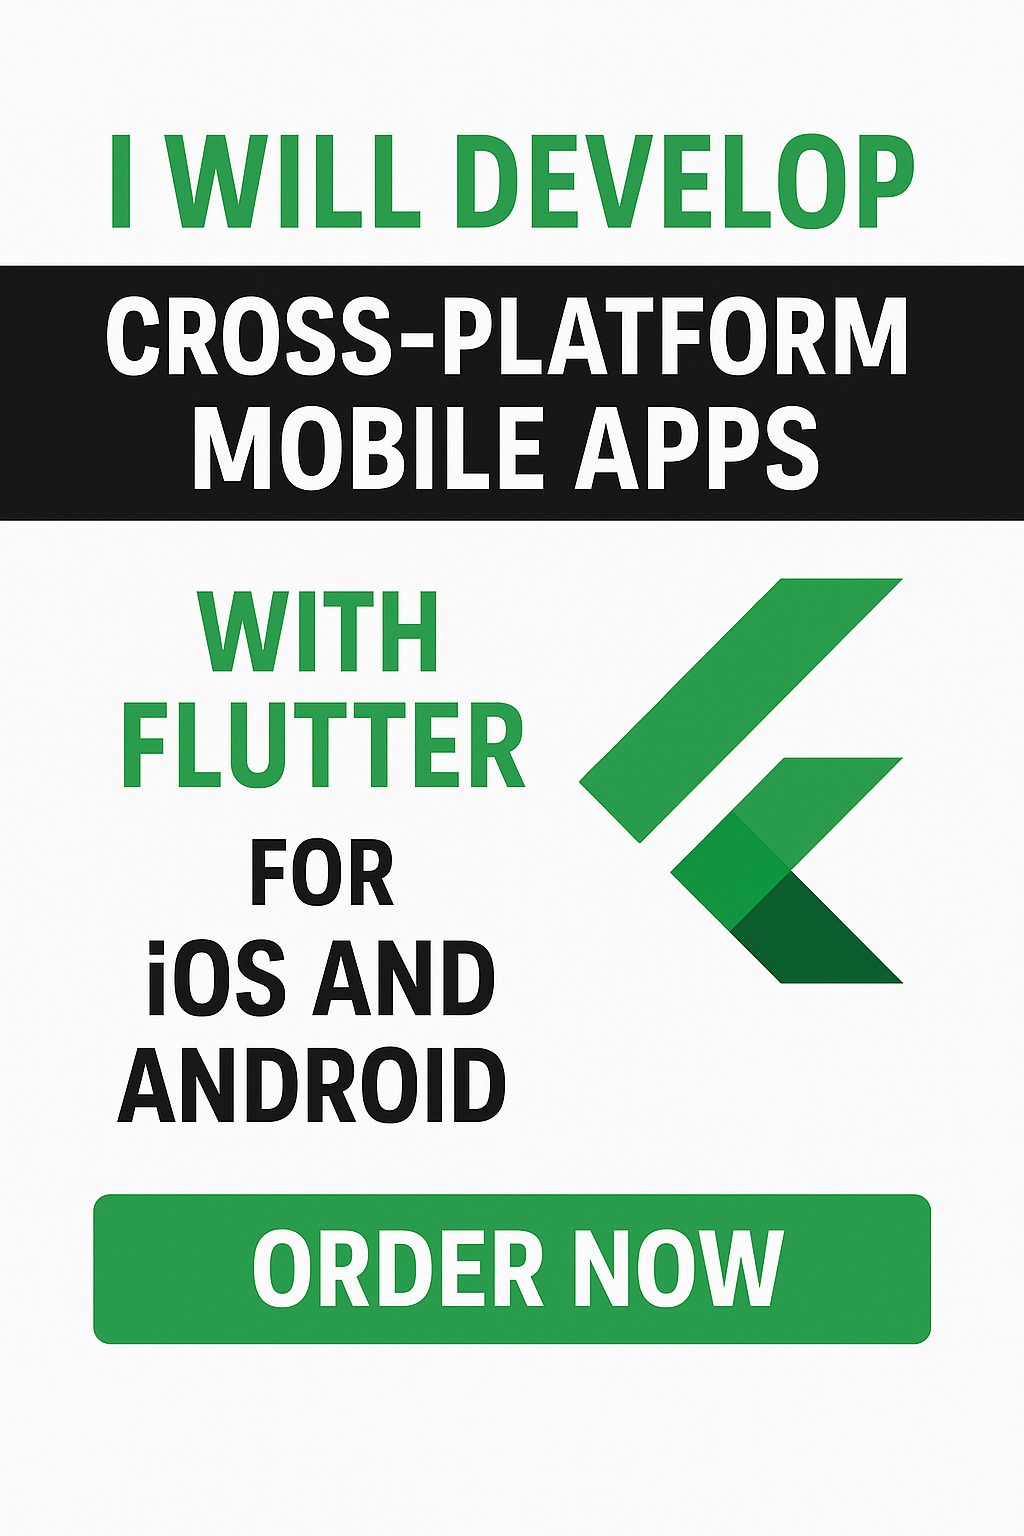 I WILL DEVELOP
CROSS-PLATFORM
MOBILE APPS
WITH
FLUTTER
FOR
iOS AND
ANDROID
ORDER NOW